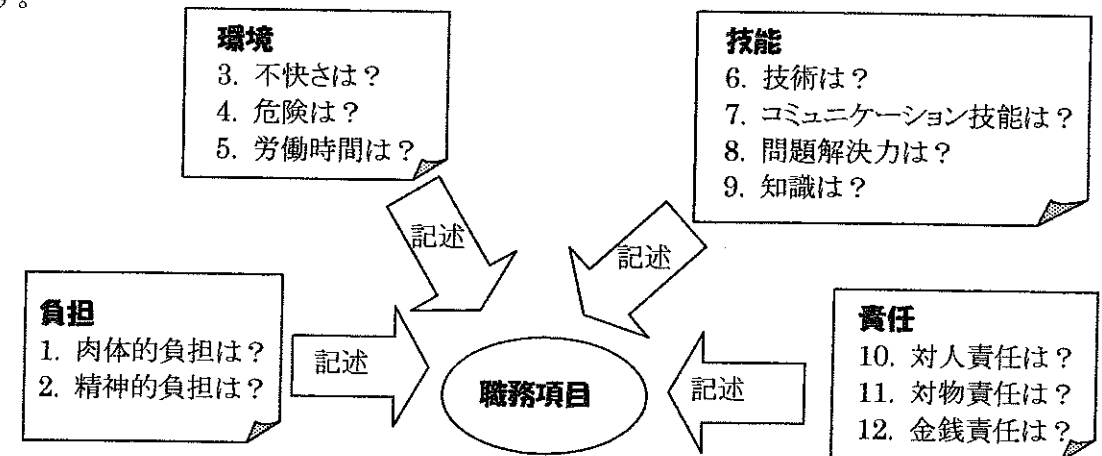 す。
環境
3. 不快さは？
4. 危険は？
5. 労働時間は？
技能
6. 技術は？
7. コミュニケーション技能は？
8. 問題解決力は？
9. 知識は？
記述
記述
負担
1. 肉体的負担は？
2. 精神的負担は？
記述
職務項目
記述
責任
10. 対人責任は？
11. 対物責任は？
12. 金銭責任は？